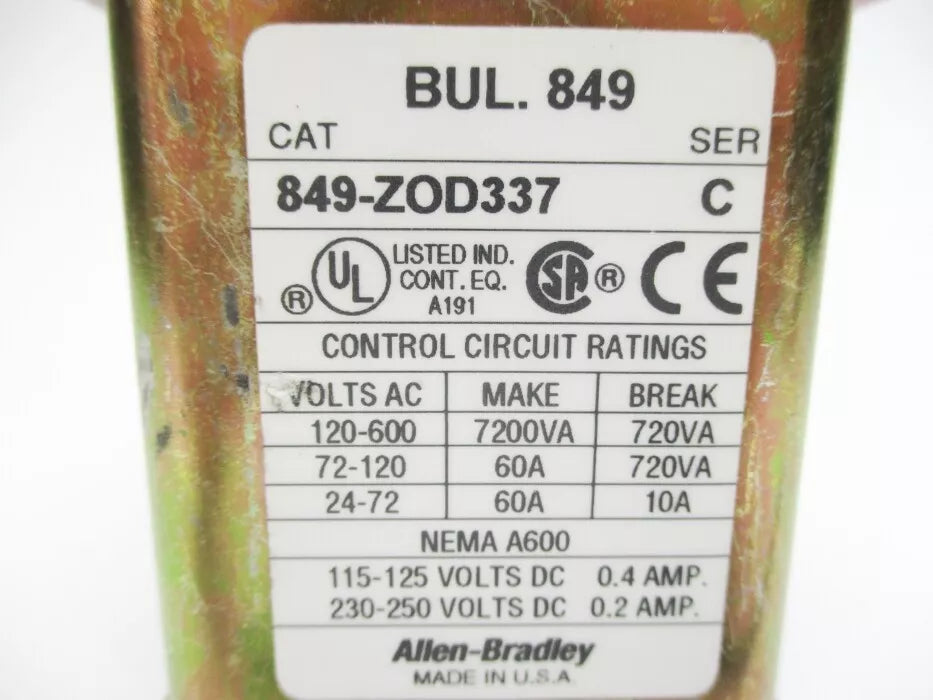 BUL. 849
CAT SER
849-ZOD337 C
® UL LISTED IND. CONT. EQ. A191 SA ® CE
CONTROL CIRCUIT RATINGS
VOLTS AC MAKE BREAK
120-600 7200VA 720VA
72-120 60A 720VA
24-72 60A 10A
NEMA A600
115-125 VOLTS DC 0.4 AMP.
230-250 VOLTS DC 0.2 AMP.
Allen-Bradley
MADE IN U.S.A.